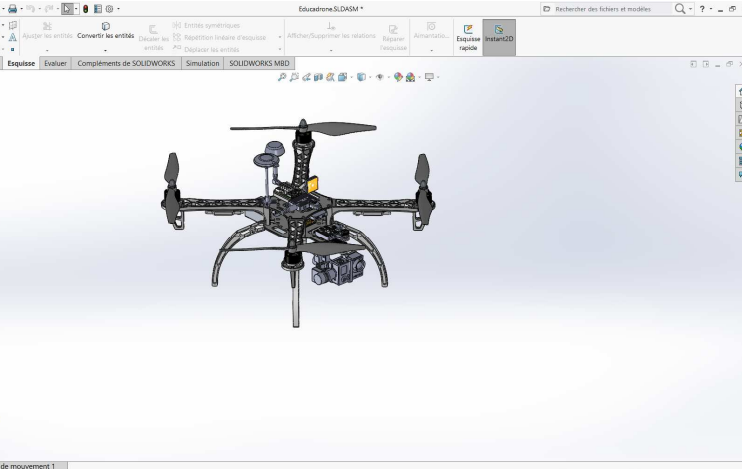 Educadrone.SLDASM *
Rechercher des fichiers et modèles
Ajuster les entités
Convertir les entités
Décaler les entités
Entités symétriques
Répétition linéaire d'esquisse
Déplacer les entités
Afficher/Supprimer les relations
Réparer l'esquisse
Esquisse rapide
Instant2D
Esquisse
Evaluer
Compléments de SOLIDWORKS
Simulation
SOLIDWORKS MBD
de mouvement 1